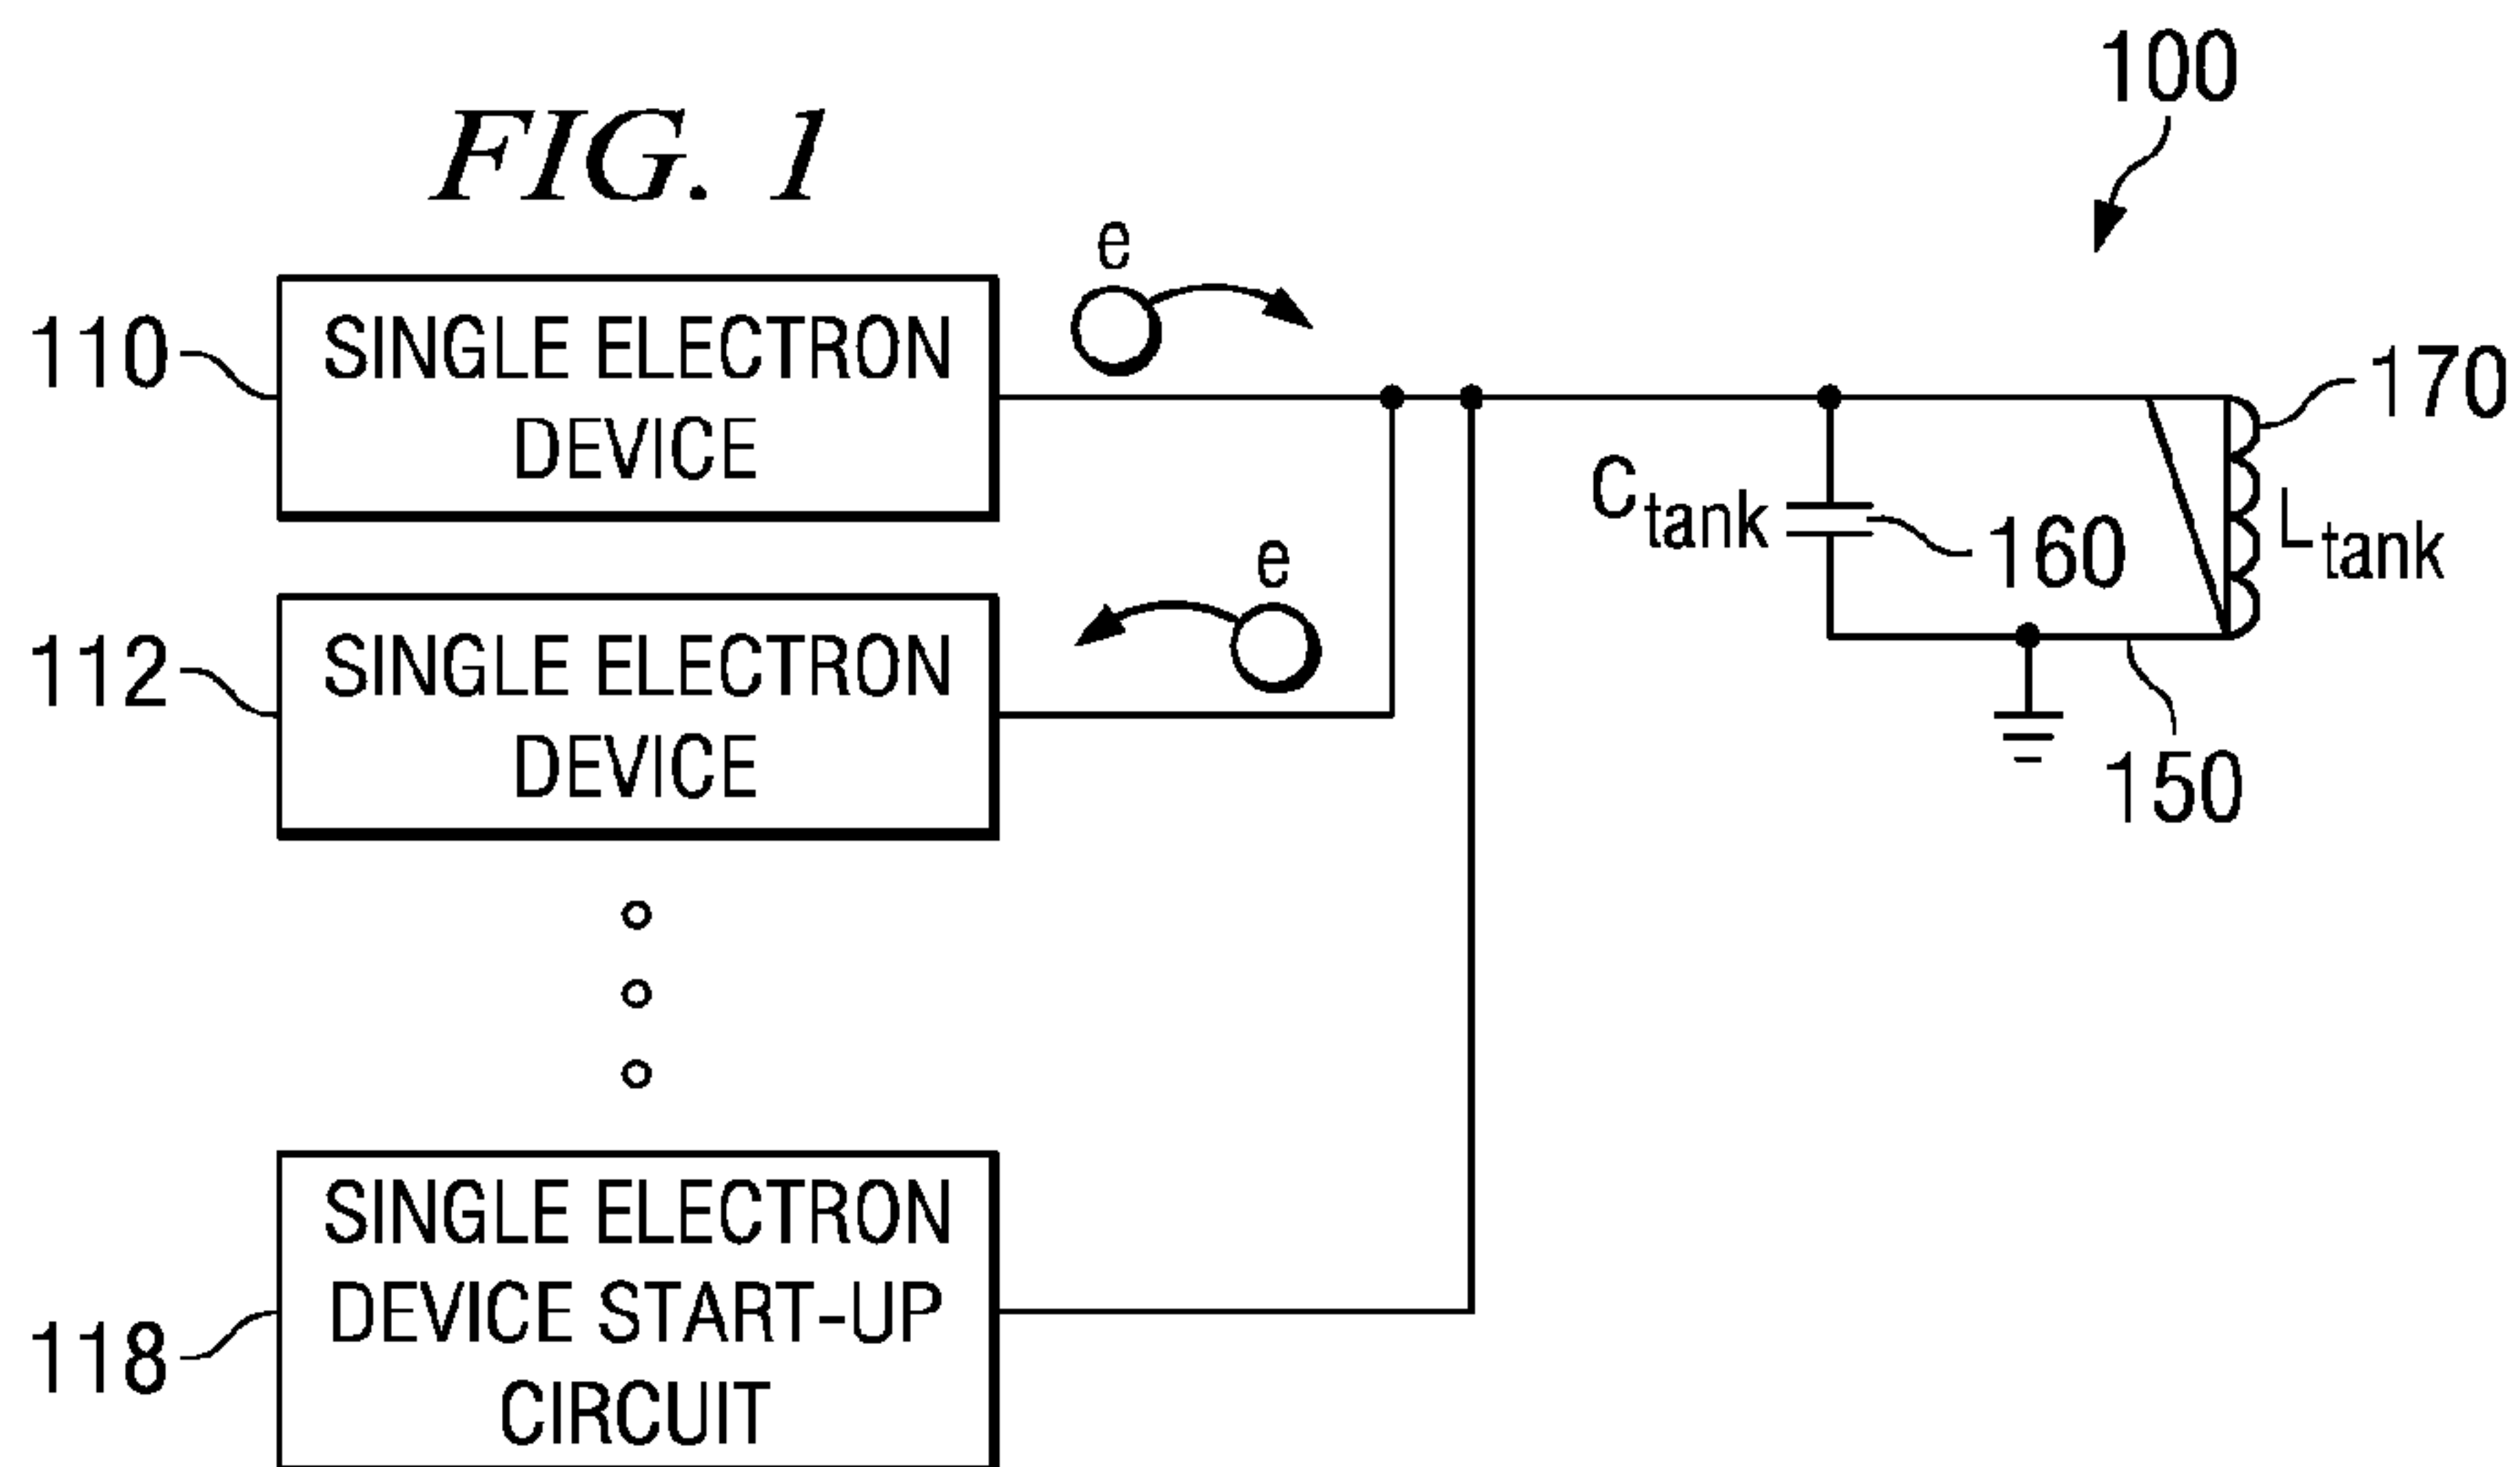 FIG. 1
100
e
110
SINGLE ELECTRON
DEVICE
170
Ctank
160
Ltank
e
112
SINGLE ELECTRON
DEVICE
150
118
SINGLE ELECTRON
DEVICE START-UP
CIRCUIT